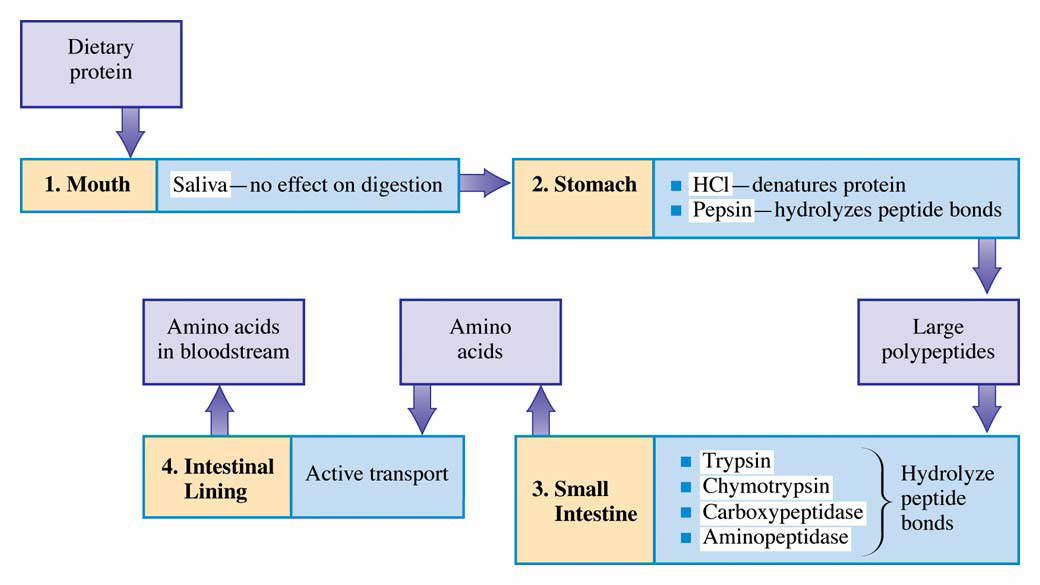 Dietary
protein
1. Mouth
Saliva—no effect on digestion
2. Stomach
HCl—denatures protein
Pepsin—hydrolyzes peptide bonds
Large
polypeptides
3. Small
Intestine
Trypsin
Chymotrypsin
Carboxypeptidase
Aminopeptidase
Hydrolyze
peptide
bonds
Amino
acids
4. Intestinal
Lining
Active transport
Amino acids
in bloodstream